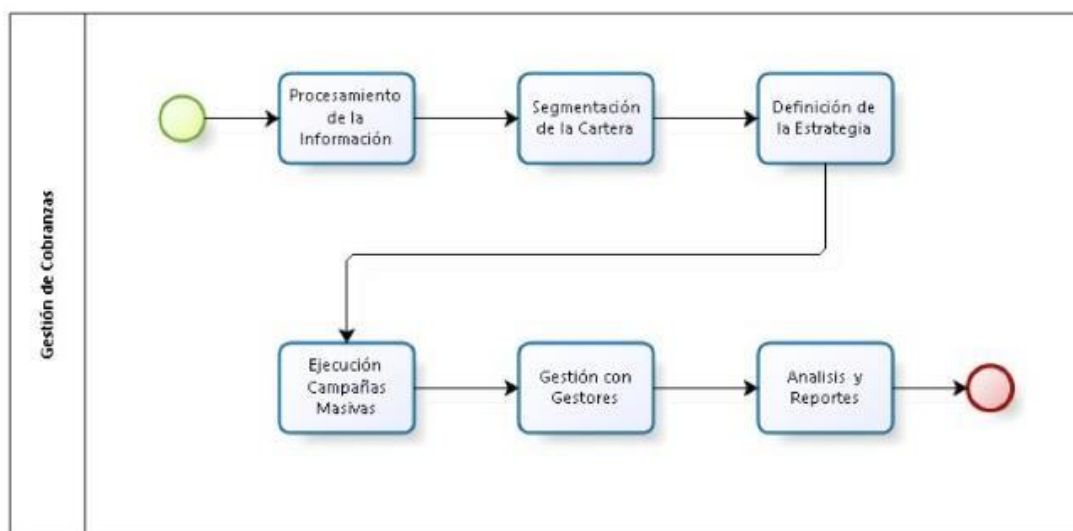 Gestión de Cobranzas
Procesamiento
de la
Información
Segmentación
de la Cartera
Definición de
la Estrategia
Ejecución
Campañas
Masivas
Gestión con
Gestores
Analisis y
Reportes